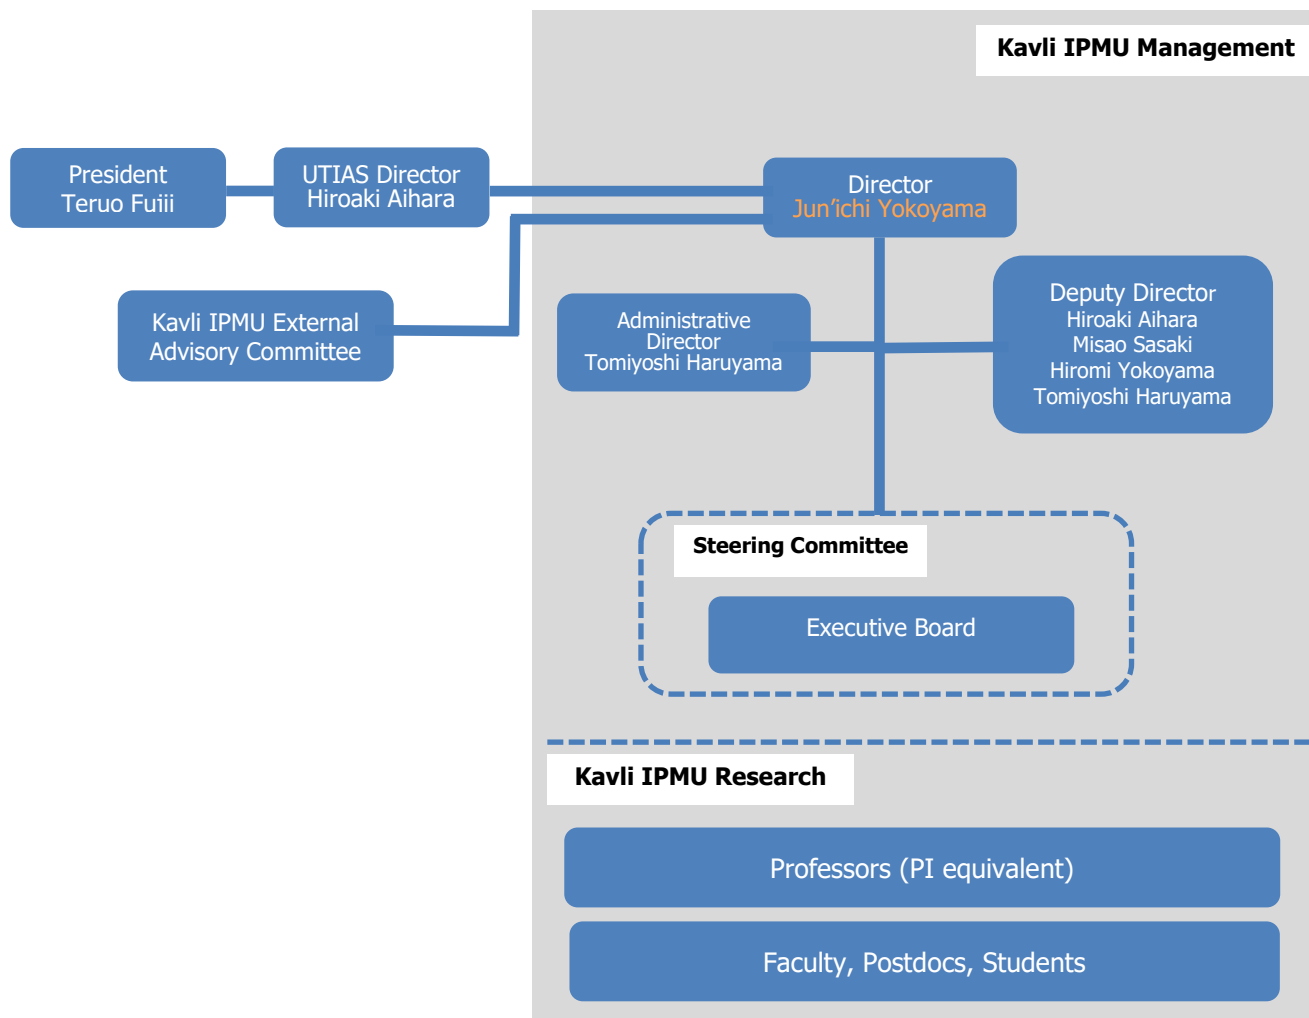 Kavli IPMU Management
President
Teruo Fuiii
UTIAS Director
Hiroaki Aihara
Director
Jun’ichi Yokoyama
Kavli IPMU External
Advisory Committee
Administrative
Director
Tomiyoshi Haruyama
Deputy Director
Hiroaki Aihara
Misao Sasaki
Hiromi Yokoyama
Tomiyoshi Haruyama
Steering Committee
Executive Board
Kavli IPMU Research
Professors (PI equivalent)
Faculty, Postdocs, Students